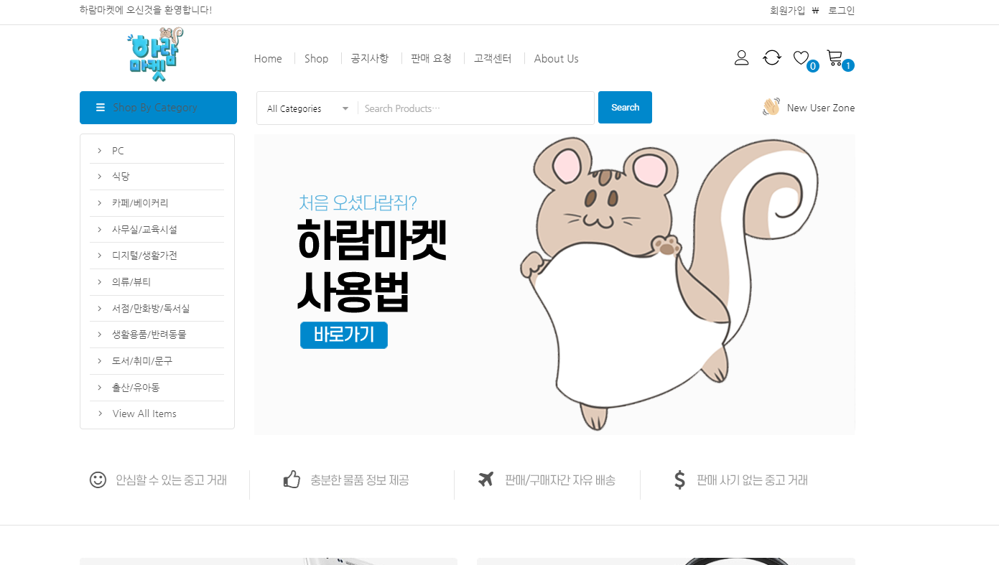 하람마켓에 오신것을 환영합니다!
회원가입 ₩ 로그인
하람
마켓
Home
Shop
공지사항
판매 요청
고객센터
About Us
0
1
Shop By Category
All Categories
Search Products…
Search
New User Zone
PC
식당
카페/베이커리
사무실/교육시설
디지털/생활가전
의류/뷰티
서점/만화방/독서실
생활용품/반려동물
도서/취미/문구
출산/유아동
View All Items
처음 오셨다람쥐?
하람마켓
사용법
바로가기
안심할 수 있는 중고 거래
충분한 물품 정보 제공
판매/구매자간 자유 배송
판매 사기 없는 중고 거래